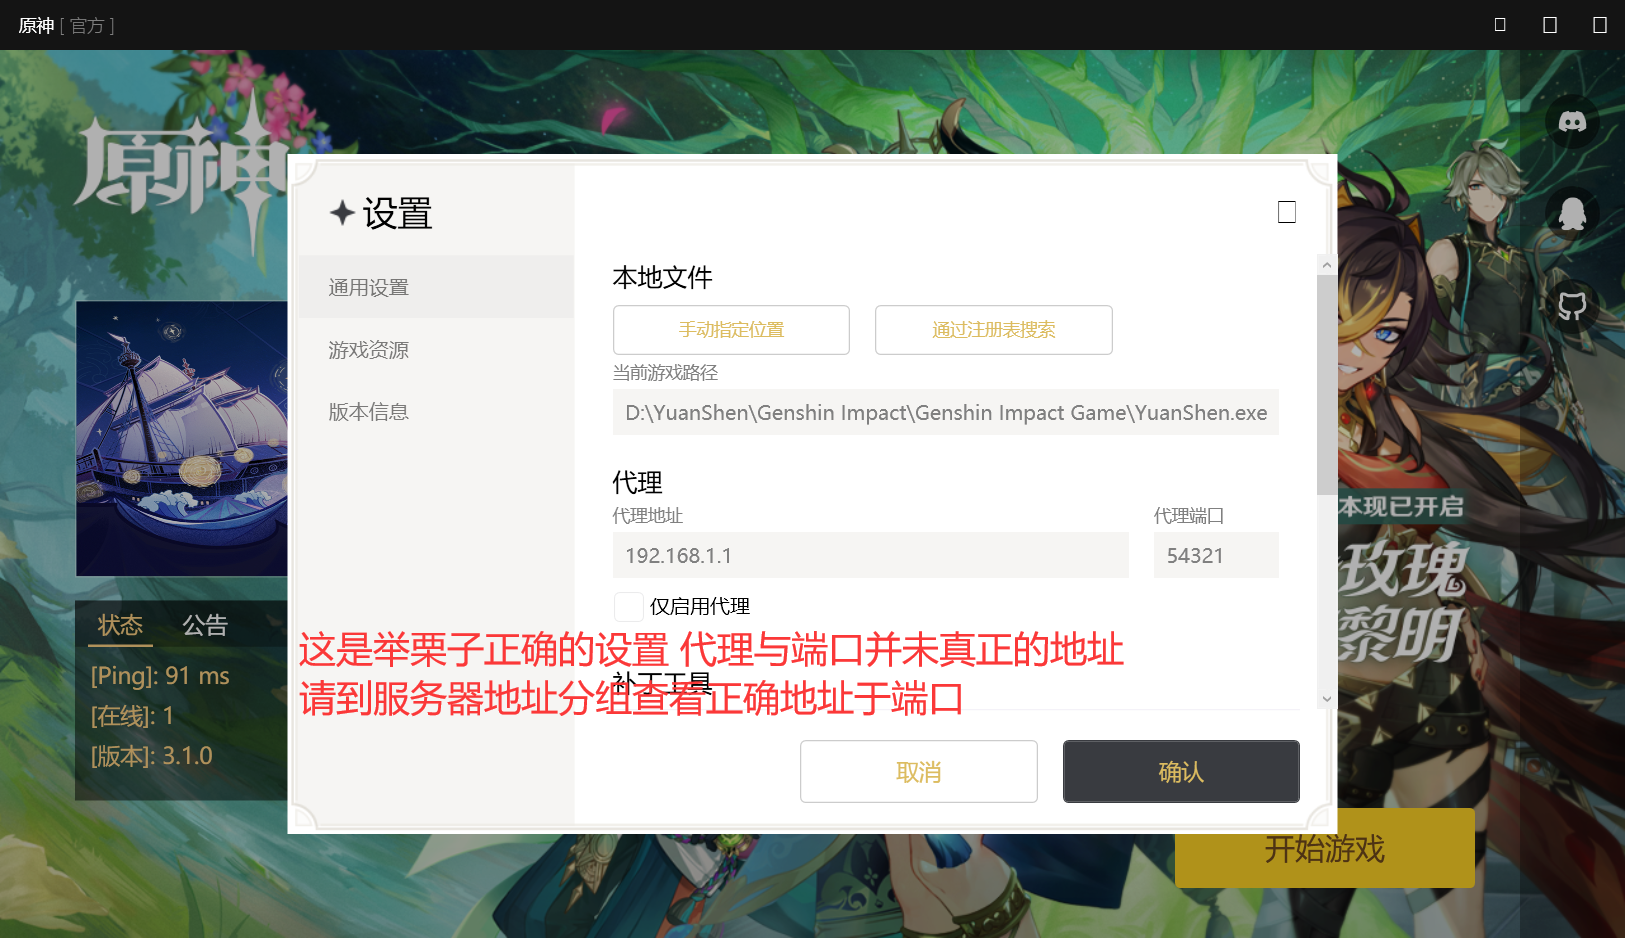 原神 [ 官方 ]
原神
设置
通用设置
游戏资源
版本信息
本地文件
手动指定位置
通过注册表搜索
当前游戏路径
D:\YuanShen\Genshin Impact\Genshin Impact Game\YuanShen.exe
代理
代理地址
代理端口
192.168.1.1
54321
仅启用代理
这是举栗子正确的设置 代理与端口并未真正的地址
补丁工具
请到服务器地址分组查看正确地址于端口
取消
确认
状态
公告
[Ping]: 91 ms
[在线]: 1
[版本]: 3.1.0
本现已开启
玫瑰
黎明
开始游戏